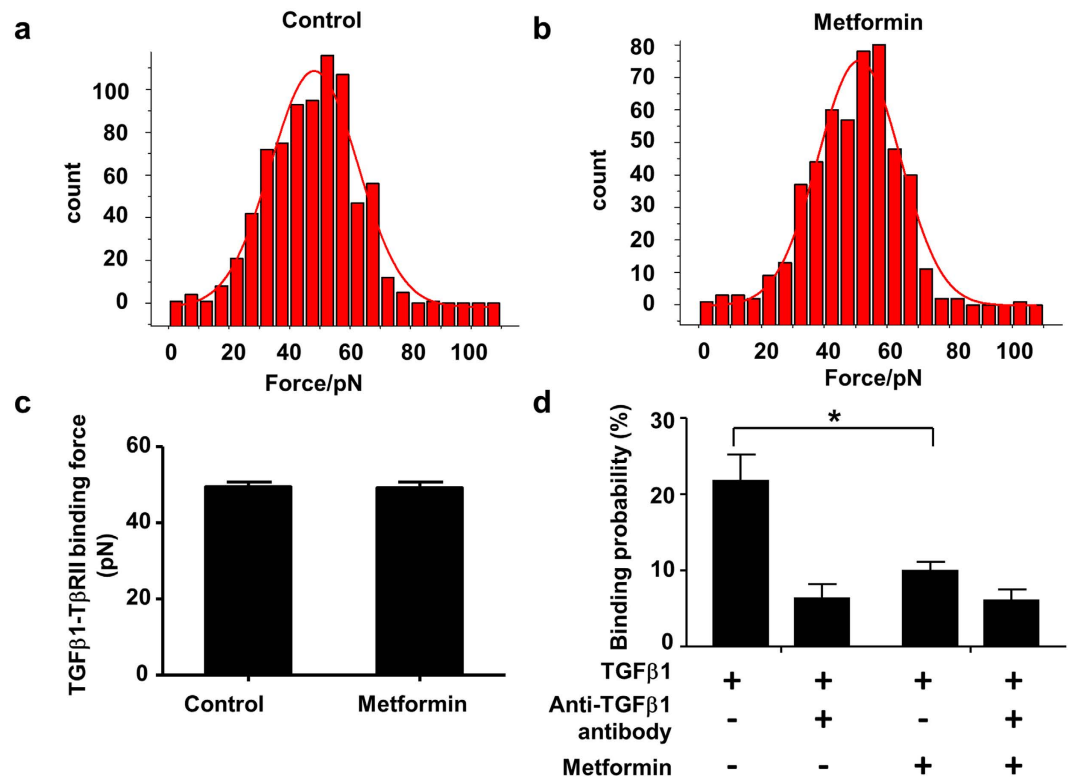 a
Control
count
100
80
60
40
20
0
0 20 40 60 80 100
Force/pN
b
Metformin
count
80
70
60
50
40
30
20
10
0
0 20 40 60 80 100
Force/pN
c
TGFβ1-TβRII binding force
(pN)
60
40
20
0
Control Metformin
d
Binding probability (%)
30
20
10
0
*
TGFβ1 + + + +
Anti-TGFβ1
antibody - + - +
Metformin - - + +